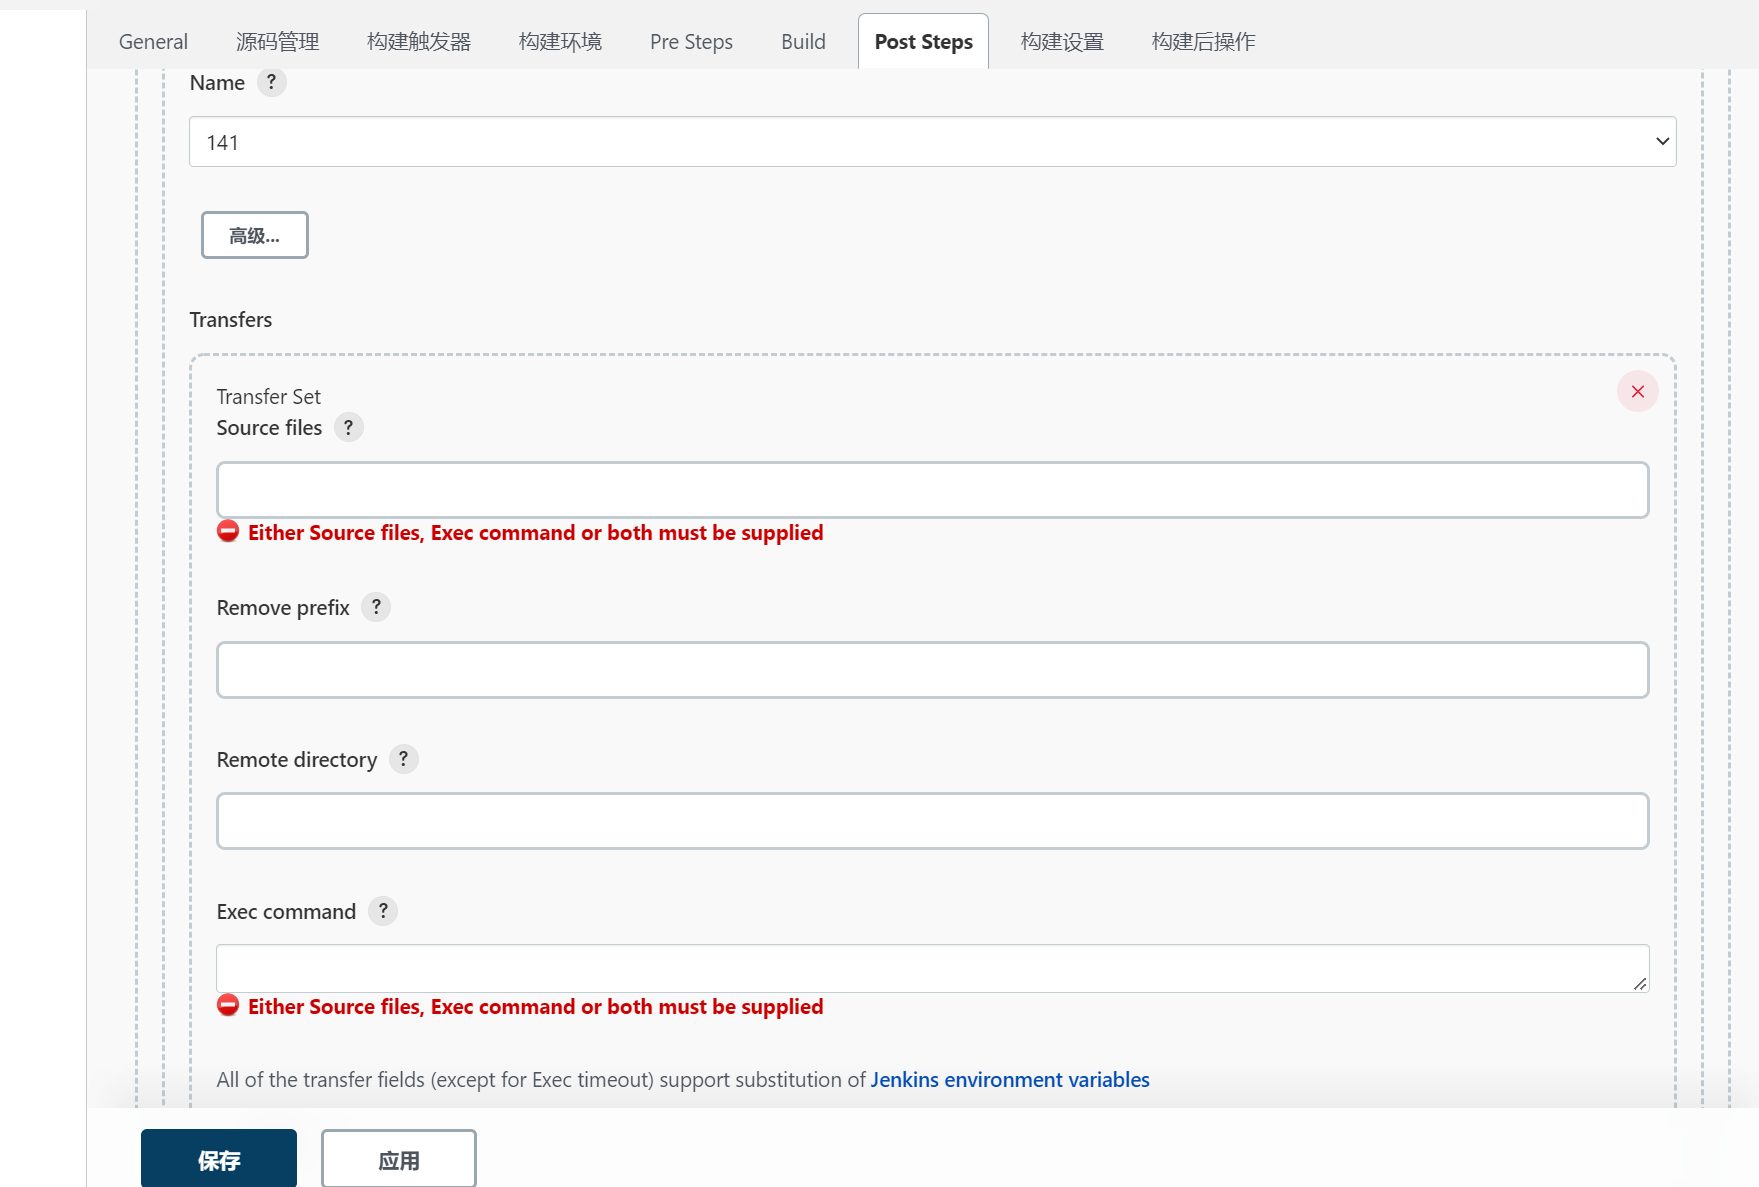 General 源码管理 构建触发器 构建环境 Pre Steps Build Post Steps 构建设置 构建后操作
Name ?
141
高级...
Transfers
Transfer Set
Source files ?
Either Source files, Exec command or both must be supplied
Remove prefix ?
Remote directory ?
Exec command ?
Either Source files, Exec command or both must be supplied
All of the transfer fields (except for Exec timeout) support substitution of Jenkins environment variables
保存 应用